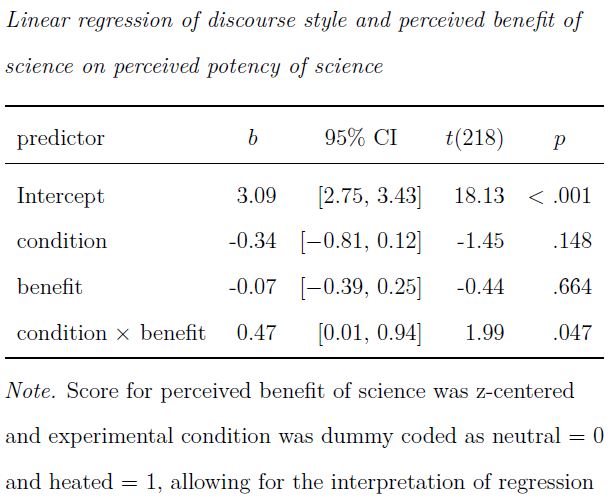 Linear regression of discourse style and perceived benefit of
science on perceived potency of science
predictor b 95% CI t(218) p
Intercept 3.09 [2.75, 3.43] 18.13 < .001
condition -0.34 [−0.81, 0.12] -1.45 .148
benefit -0.07 [−0.39, 0.25] -0.44 .664
condition × benefit 0.47 [0.01, 0.94] 1.99 .047
Note. Score for perceived benefit of science was z-centered
and experimental condition was dummy coded as neutral = 0
and heated = 1, allowing for the interpretation of regression